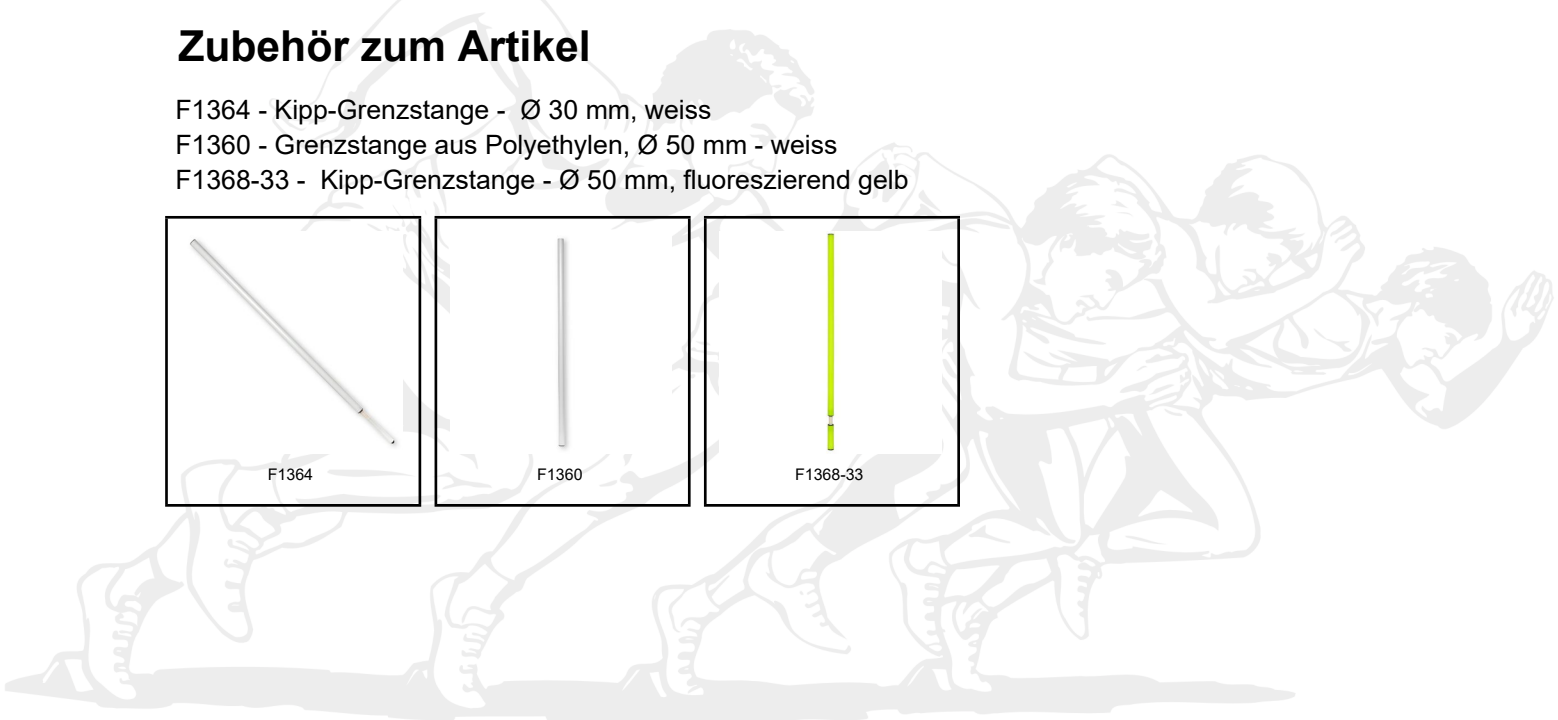 Zubehör zum Artikel
F1364 - Kipp-Grenzstange -  Ø 30 mm, weiss
F1360 - Grenzstange aus Polyethylen, Ø 50 mm - weiss
F1368-33 -  Kipp-Grenzstange - Ø 50 mm, fluoreszierend gelb
F1364
F1360
F1368-33